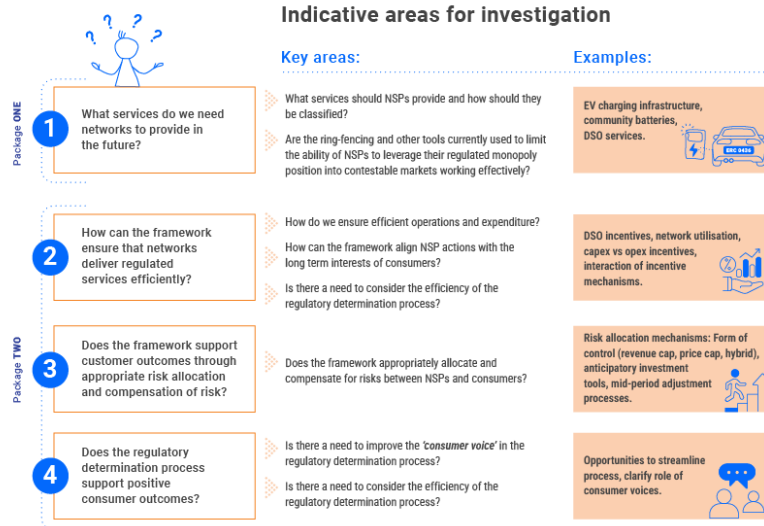 Indicative areas for investigation
Key areas:
Examples:
Package ONE
1
What services do we need
networks to provide in
the future?
What services should NSPs provide and how should they
be classified?
Are the ring-fencing and other tools currently used to limit
the ability of NSPs to leverage their regulated monopoly
position into contestable markets working effectively?
EV charging infrastructure,
community batteries,
DSO services.
ERC 0424
Package TWO
2
How can the framework
ensure that networks
deliver regulated
services efficiently?
How do we ensure efficient operations and expenditure?
How can the framework align NSP actions with the
long term interests of consumers?
Is there a need to consider the efficiency of the
regulatory determination process?
DSO incentives, network utilisation,
capex vs opex incentives,
interaction of incentive
mechanisms.
%
3
Does the framework support
customer outcomes through
appropriate risk allocation
and compensation of risk?
Does the framework appropriately allocate and
compensate for risks between NSPs and consumers?
Risk allocation mechanisms: Form of
control (revenue cap, price cap, hybrid),
anticipatory investment
tools, mid-period adjustment
processes.
4
Does the regulatory
determination process
support positive
consumer outcomes?
Is there a need to improve the 'consumer voice' in the
regulatory determination process?
Is there a need to consider the efficiency of the
regulatory determination process?
Opportunities to streamline
process, clarify role of
consumer voices.